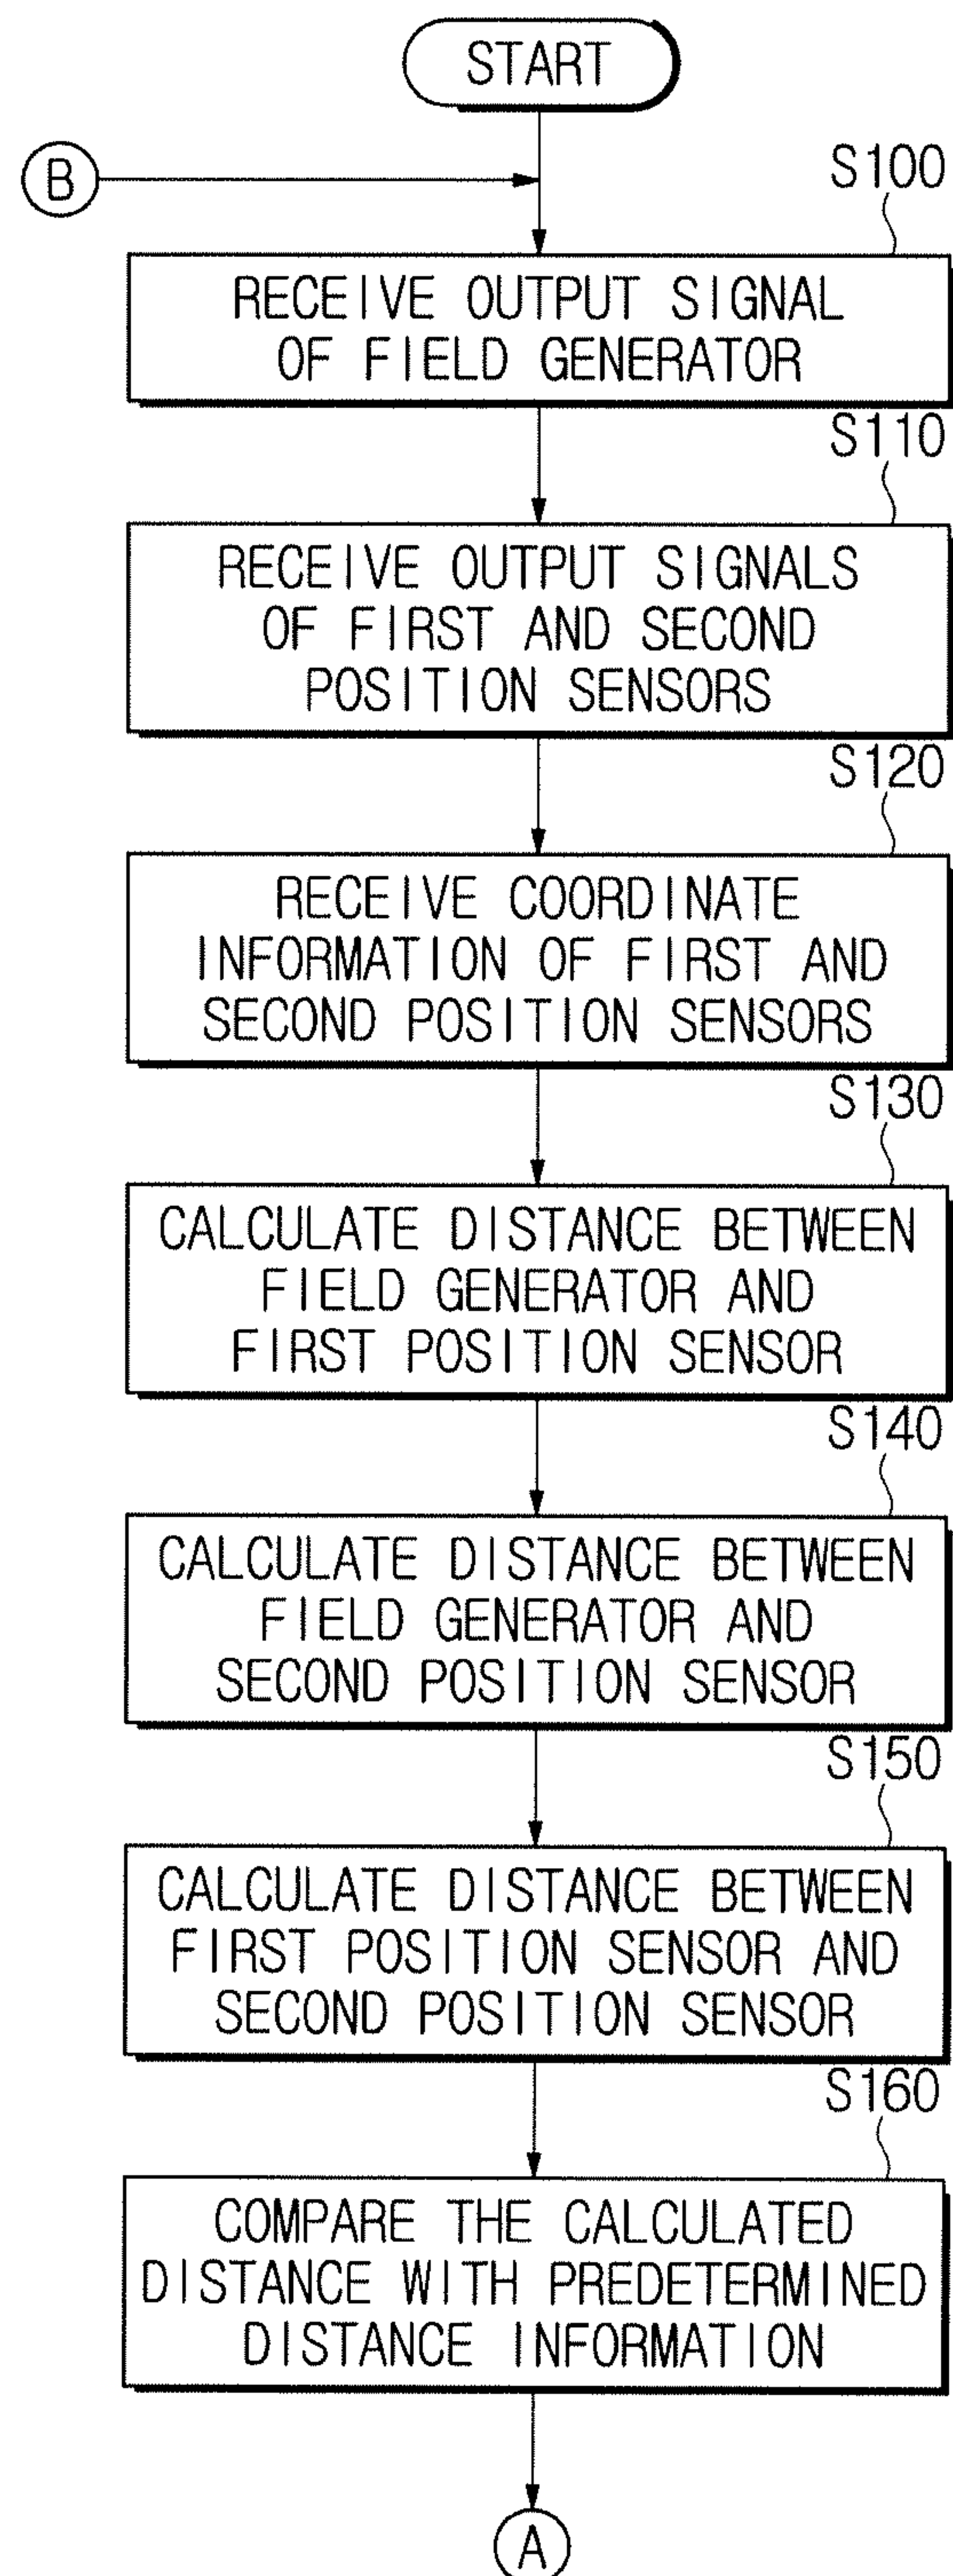 START
B
S100
RECEIVE OUTPUT SIGNAL
OF FIELD GENERATOR
S110
RECEIVE OUTPUT SIGNALS
OF FIRST AND SECOND
POSITION SENSORS
S120
RECEIVE COORDINATE
INFORMATION OF FIRST AND
SECOND POSITION SENSORS
S130
CALCULATE DISTANCE BETWEEN
FIELD GENERATOR AND
FIRST POSITION SENSOR
S140
CALCULATE DISTANCE BETWEEN
FIELD GENERATOR AND
SECOND POSITION SENSOR
S150
CALCULATE DISTANCE BETWEEN
FIRST POSITION SENSOR AND
SECOND POSITION SENSOR
S160
COMPARE THE CALCULATED
DISTANCE WITH PREDETERMINED
DISTANCE INFORMATION
A